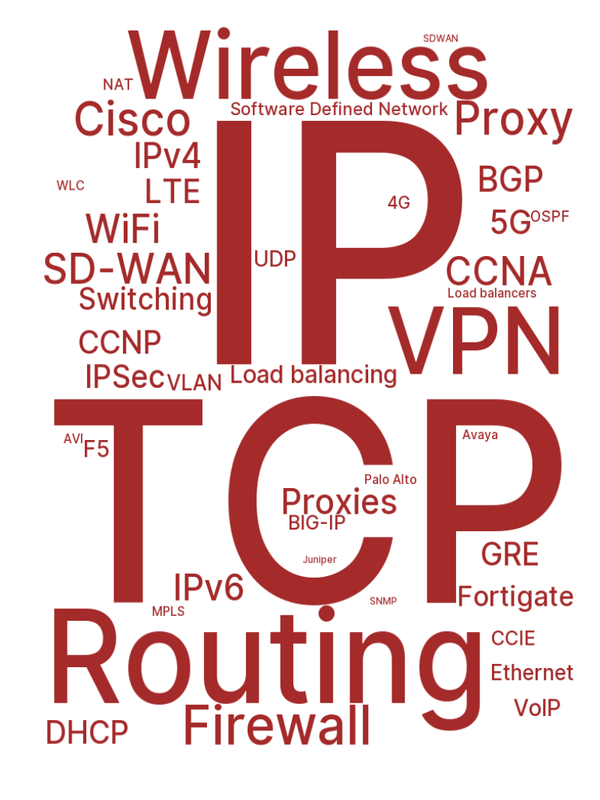 SDWAN
Wireless
NAT
Software Defined Network
Cisco
Proxy
IP
IPv4
BGP
WLC
LTE
4G
5G
OSPF
WiFi
UDP
SD-WAN
CCNA
Switching
Load balancers
VPN
CCNP
IPSec
VLAN
Load balancing
TCP
AVI
F5
Avaya
Palo Alto
Proxies
BIG-IP
Juniper
GRE
IPv6
Fortigate
MPLS
SNMP
Routing
CCIE
Ethernet
VoIP
DHCP
Firewall